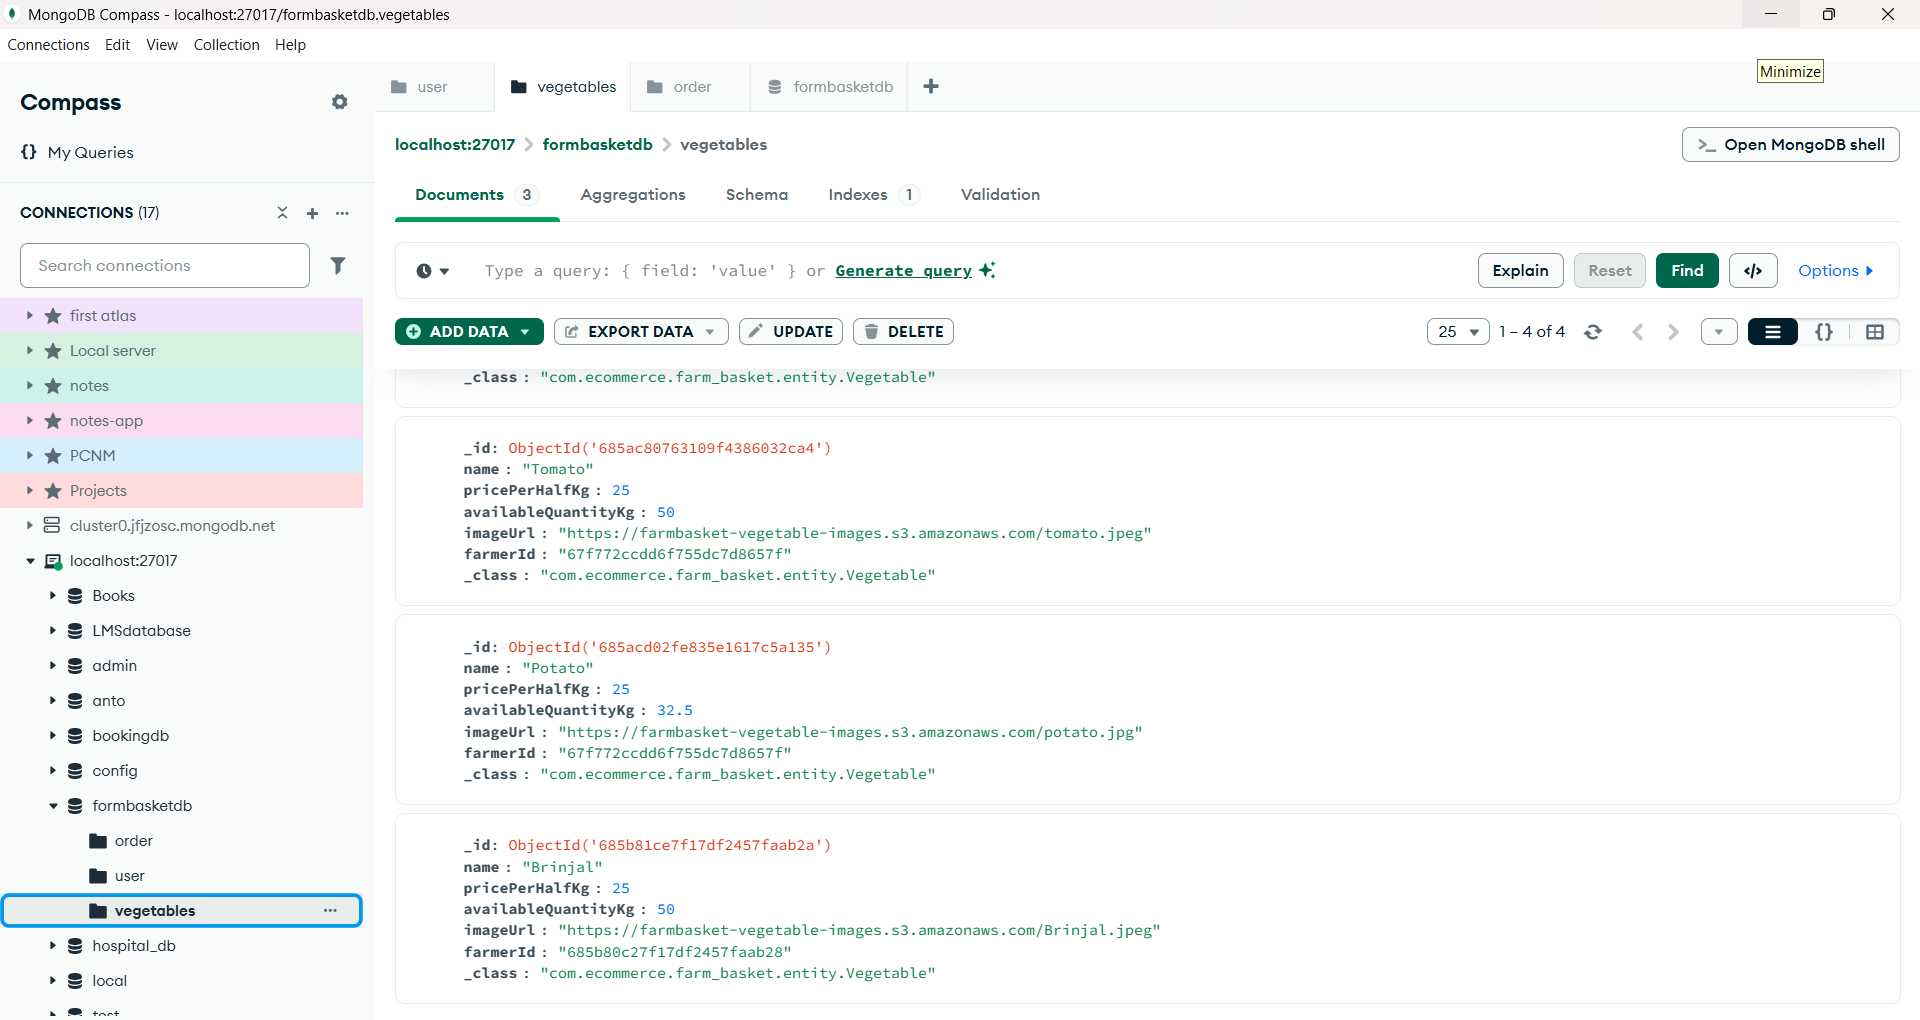 MongoDB Compass - localhost:27017/formbasketdb.vegetables
Connections Edit View Collection Help
Minimize
Compass
My Queries
CONNECTIONS (17)
Search connections
first atlas
Local server
notes
notes-app
PCNM
Projects
cluster0.jfjzosc.mongodb.net
localhost:27017
Books
LMSdatabase
admin
anto
bookingdb
config
formbasketdb
order
user
vegetables
hospital_db
local
test
user vegetables order formbasketdb
localhost:27017 > formbasketdb > vegetables
>_ Open MongoDB shell
Documents 3 Aggregations Schema Indexes 1 Validation
Type a query: { field: 'value' } or Generate query
Explain Reset Find </> Options
ADD DATA EXPORT DATA UPDATE DELETE
25 1 – 4 of 4 {}
_class : "com.ecommerce.farm_basket.entity.Vegetable"
_id: ObjectId('685ac80763109f4386032ca4')
name : "Tomato"
pricePerHalfKg : 25
availableQuantityKg : 50
imageUrl : "https://farmbasket-vegetable-images.s3.amazonaws.com/tomato.jpeg"
farmerId : "67f772ccdd6f755dc7d8657f"
_class : "com.ecommerce.farm_basket.entity.Vegetable"
_id: ObjectId('685acd02fe835e1617c5a135')
name : "Potato"
pricePerHalfKg : 25
availableQuantityKg : 32.5
imageUrl : "https://farmbasket-vegetable-images.s3.amazonaws.com/potato.jpg"
farmerId : "67f772ccdd6f755dc7d8657f"
_class : "com.ecommerce.farm_basket.entity.Vegetable"
_id: ObjectId('685b81ce7f17df2457faab2a')
name : "Brinjal"
pricePerHalfKg : 25
availableQuantityKg : 50
imageUrl : "https://farmbasket-vegetable-images.s3.amazonaws.com/Brinjal.jpeg"
farmerId : "685b80c27f17df2457faab28"
_class : "com.ecommerce.farm_basket.entity.Vegetable"